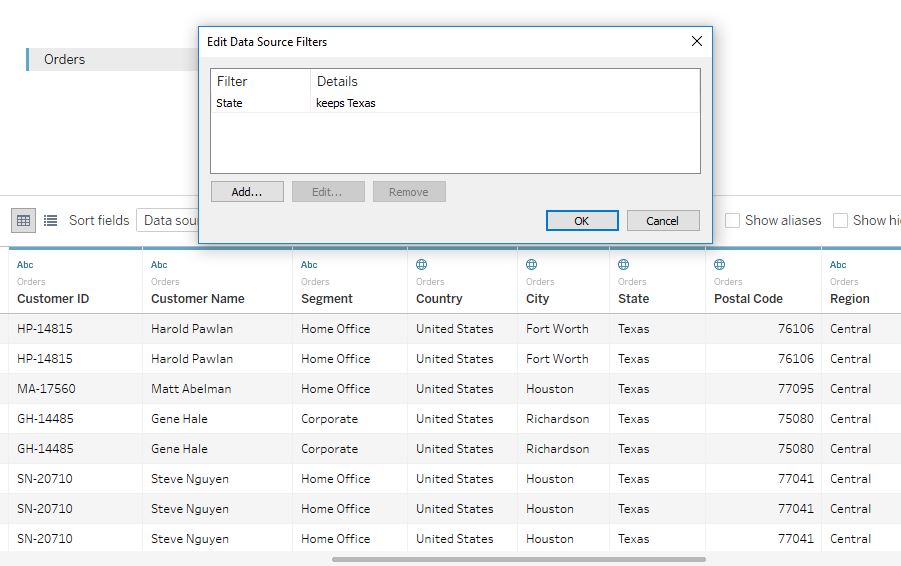 Orders
Edit Data Source Filters
Filter Details
State keeps Texas
Add... Edit... Remove
OK Cancel
Sort fields Data sou Show aliases Show hi
Abc Abc Abc Abc
Orders Orders Orders Orders Orders Orders Orders Orders
Customer ID Customer Name Segment Country City State Postal Code Region
HP-14815 Harold Pawlan Home Office United States Fort Worth Texas 76106 Central
HP-14815 Harold Pawlan Home Office United States Fort Worth Texas 76106 Central
MA-17560 Matt Abelman Home Office United States Houston Texas 77095 Central
GH-14485 Gene Hale Corporate United States Richardson Texas 75080 Central
GH-14485 Gene Hale Corporate United States Richardson Texas 75080 Central
SN-20710 Steve Nguyen Home Office United States Houston Texas 77041 Central
SN-20710 Steve Nguyen Home Office United States Houston Texas 77041 Central
SN-20710 Steve Nguyen Home Office United States Houston Texas 77041 Central